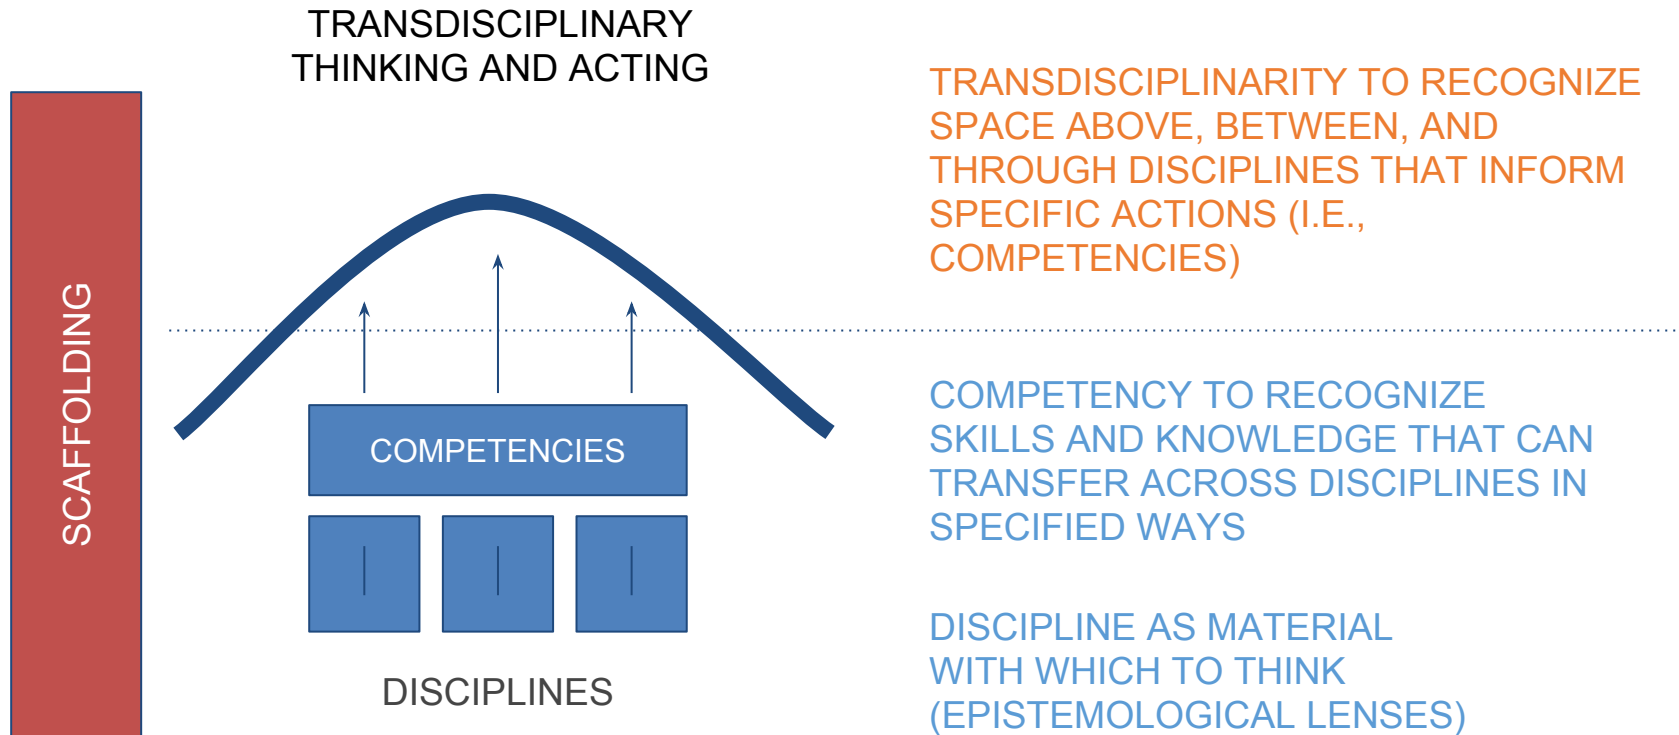 TRANSDISCIPLINARY
THINKING AND ACTING
SCAFFOLDING
COMPETENCIES
DISCIPLINES
TRANSDISCIPLINARITY TO RECOGNIZE
SPACE ABOVE, BETWEEN, AND
THROUGH DISCIPLINES THAT INFORM
SPECIFIC ACTIONS (I.E.,
COMPETENCIES)
COMPETENCY TO RECOGNIZE
SKILLS AND KNOWLEDGE THAT CAN
TRANSFER ACROSS DISCIPLINES IN
SPECIFIED WAYS
DISCIPLINE AS MATERIAL
WITH WHICH TO THINK
(EPISTEMOLOGICAL LENSES)